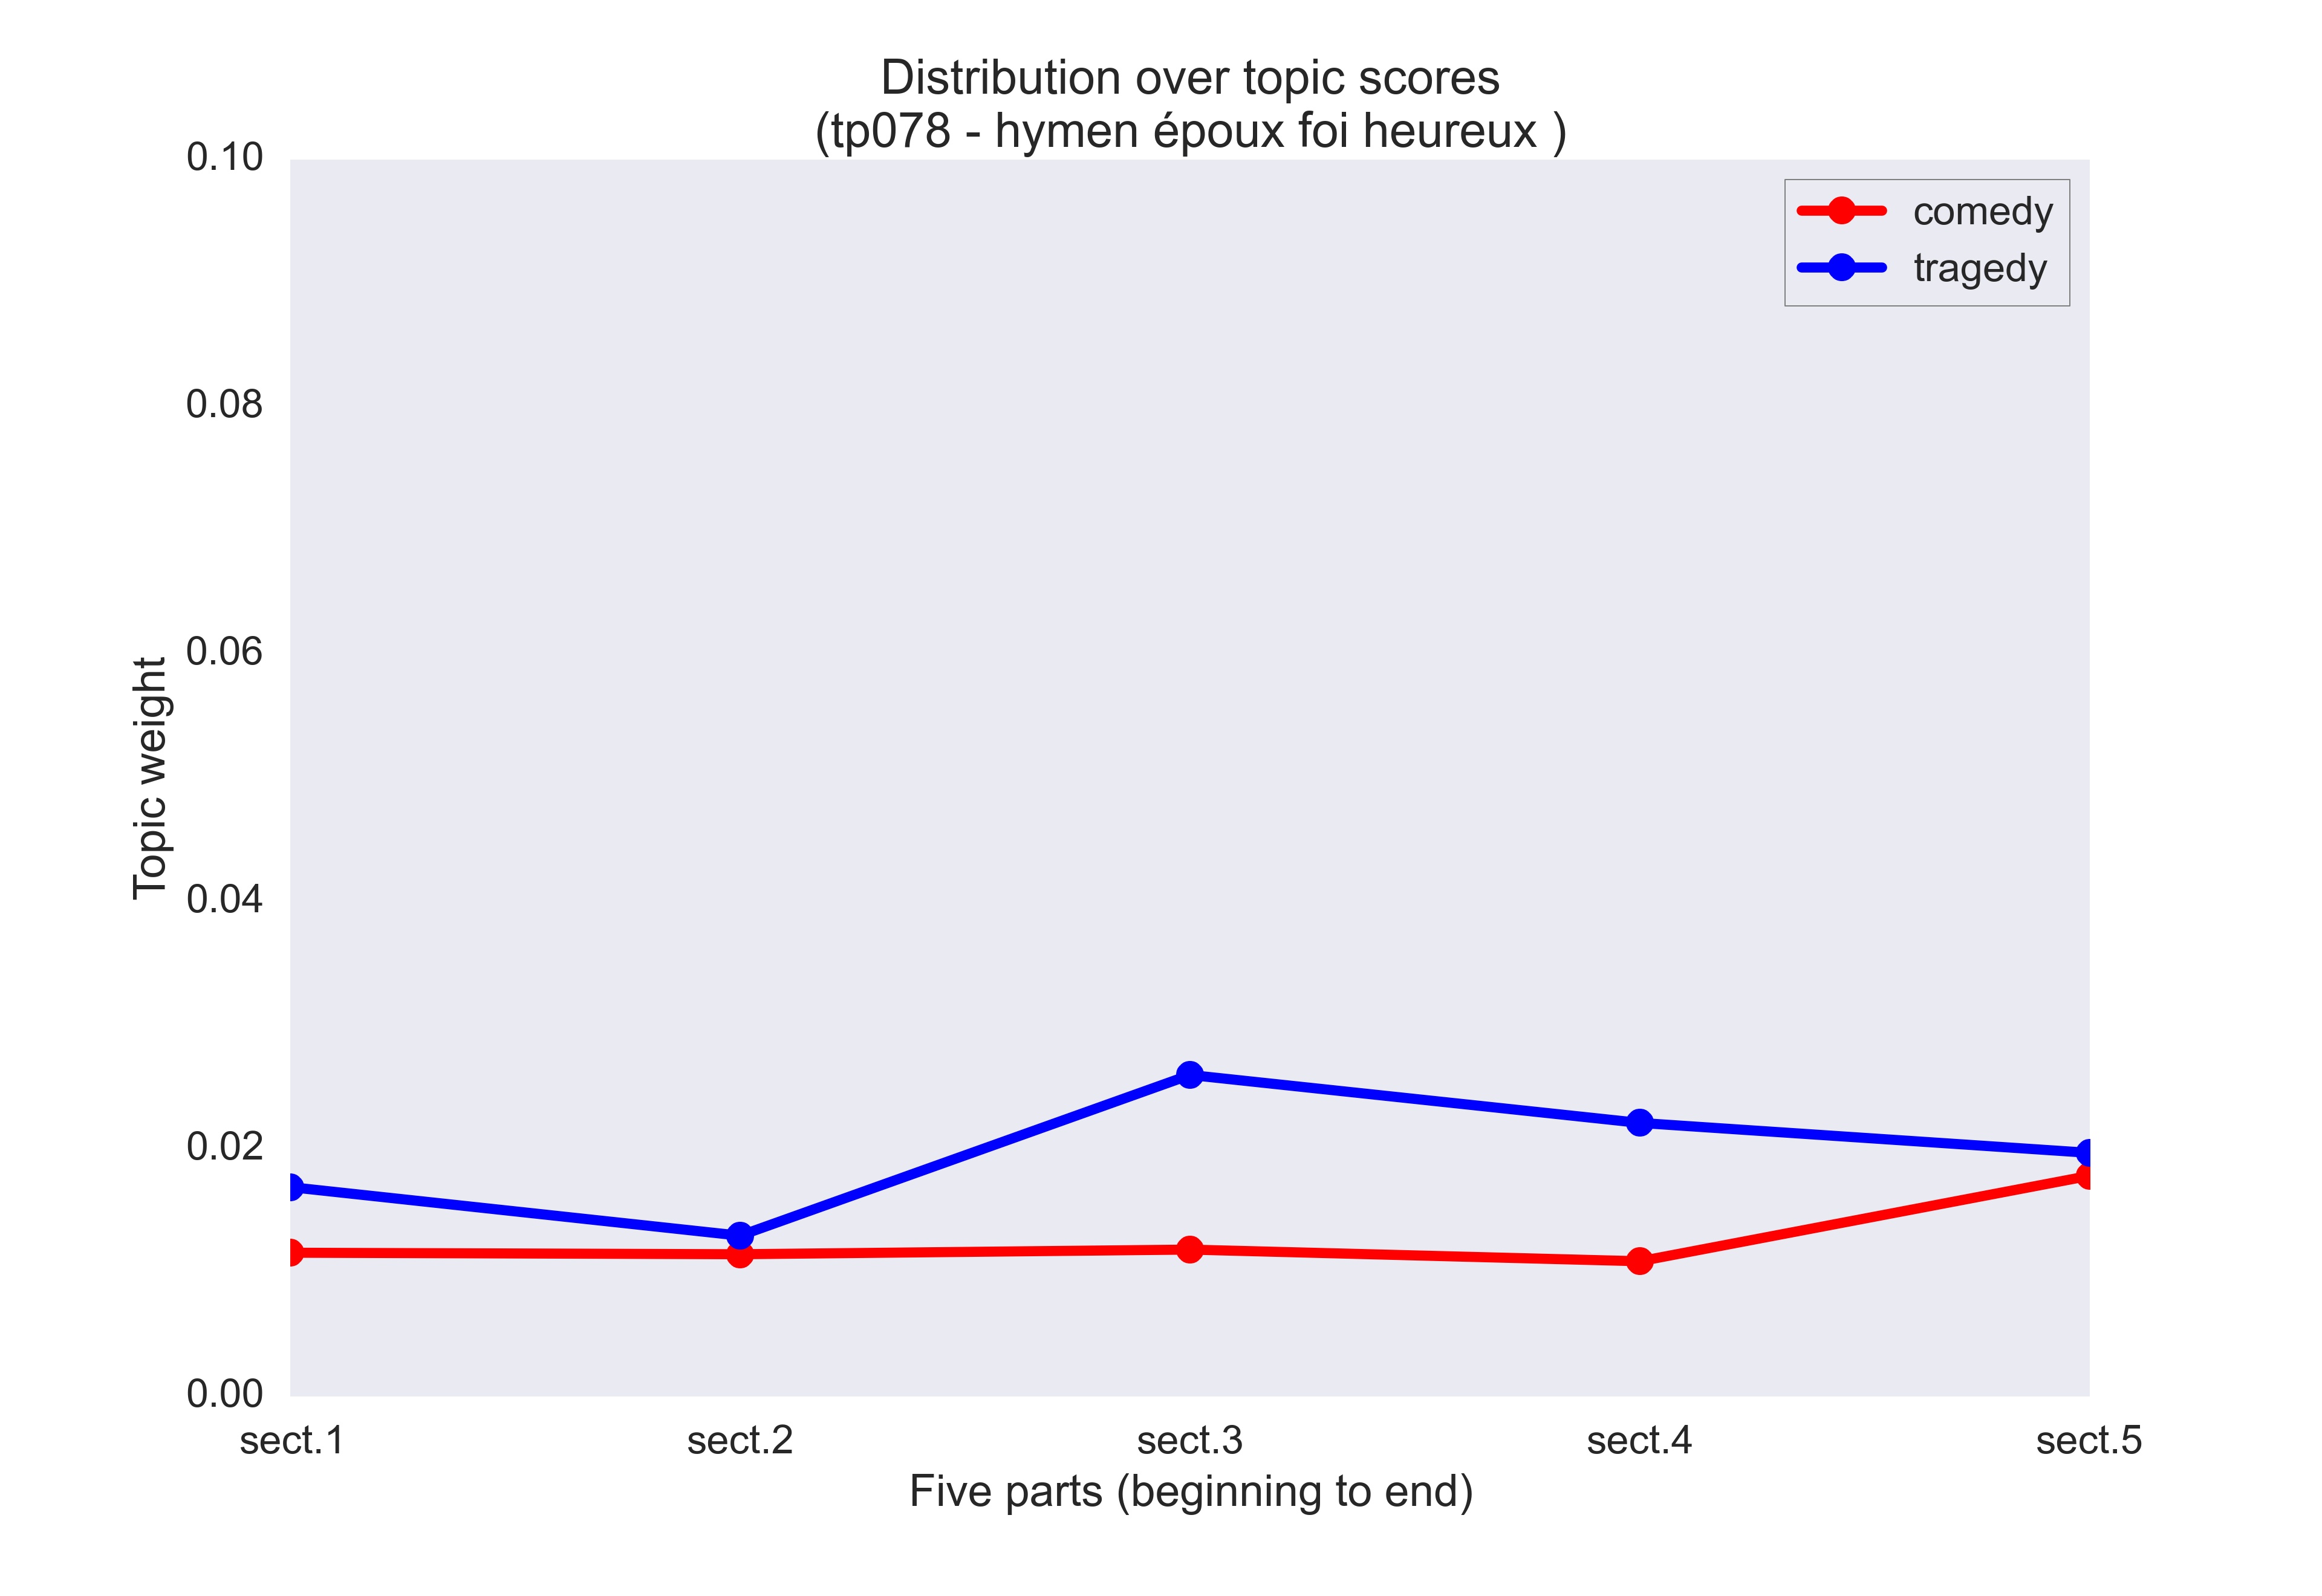 Distribution over topic scores
(tp078 - hymen époux foi heureux )
0.10
0.08
0.06
0.04
0.02
0.00
Topic weight
comedy
tragedy
sect.1
sect.2
sect.3
sect.4
sect.5
Five parts (beginning to end)